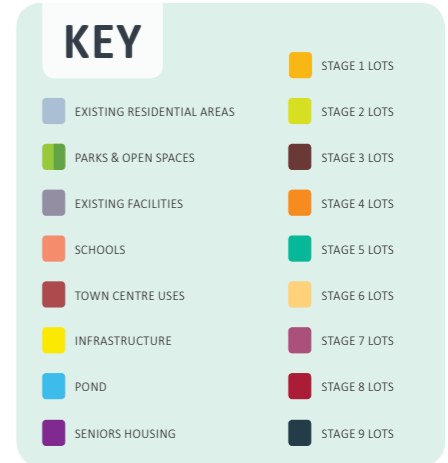 KEY
EXISTING RESIDENTIAL AREAS
PARKS & OPEN SPACES
EXISTING FACILITIES
SCHOOLS
TOWN CENTRE USES
INFRASTRUCTURE
POND
SENIORS HOUSING
STAGE 1 LOTS
STAGE 2 LOTS
STAGE 3 LOTS
STAGE 4 LOTS
STAGE 5 LOTS
STAGE 6 LOTS
STAGE 7 LOTS
STAGE 8 LOTS
STAGE 9 LOTS